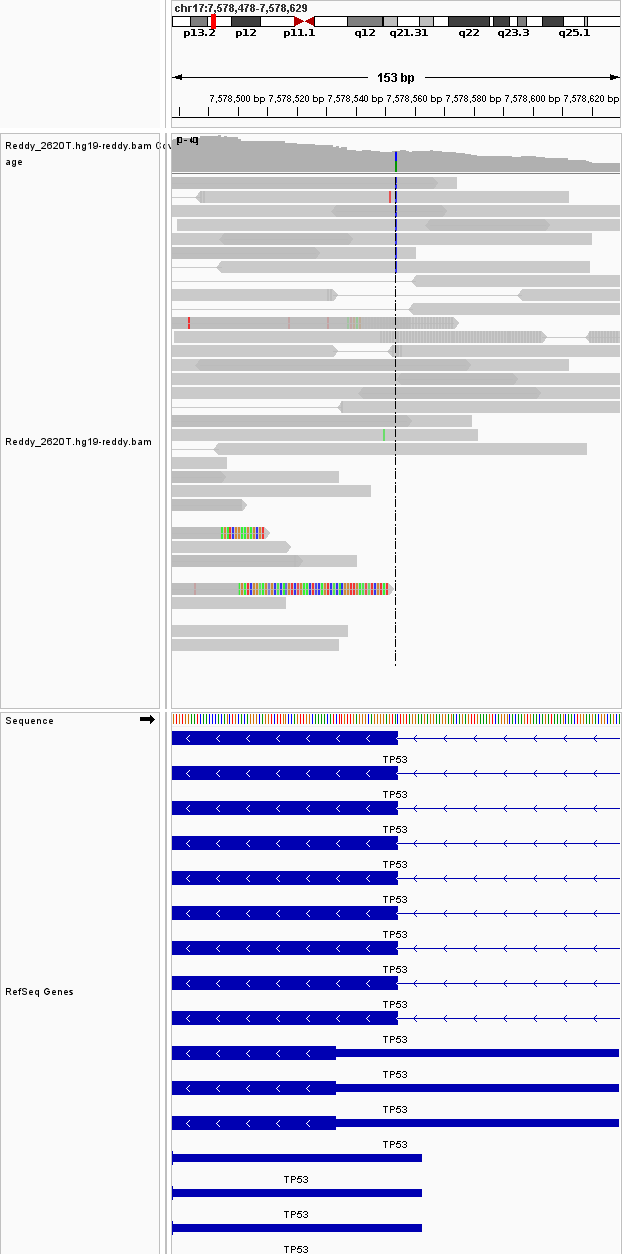 chr17:7,578,478-7,578,629
p13.2 p12 p11.1 q12 q21.31 q22 q23.3 q25.1
153 bp
7,578,500 bp 7,578,520 bp 7,578,540 bp 7,578,560 bp 7,578,580 bp 7,578,600 bp 7,578,620 bp
Reddy_2620T.hg19-reddy.bam Cov
age
Reddy_2620T.hg19-reddy.bam
Sequence
TP53
TP53
TP53
TP53
TP53
TP53
TP53
RefSeq Genes
TP53
TP53
TP53
TP53
TP53
TP53
TP53
TP53